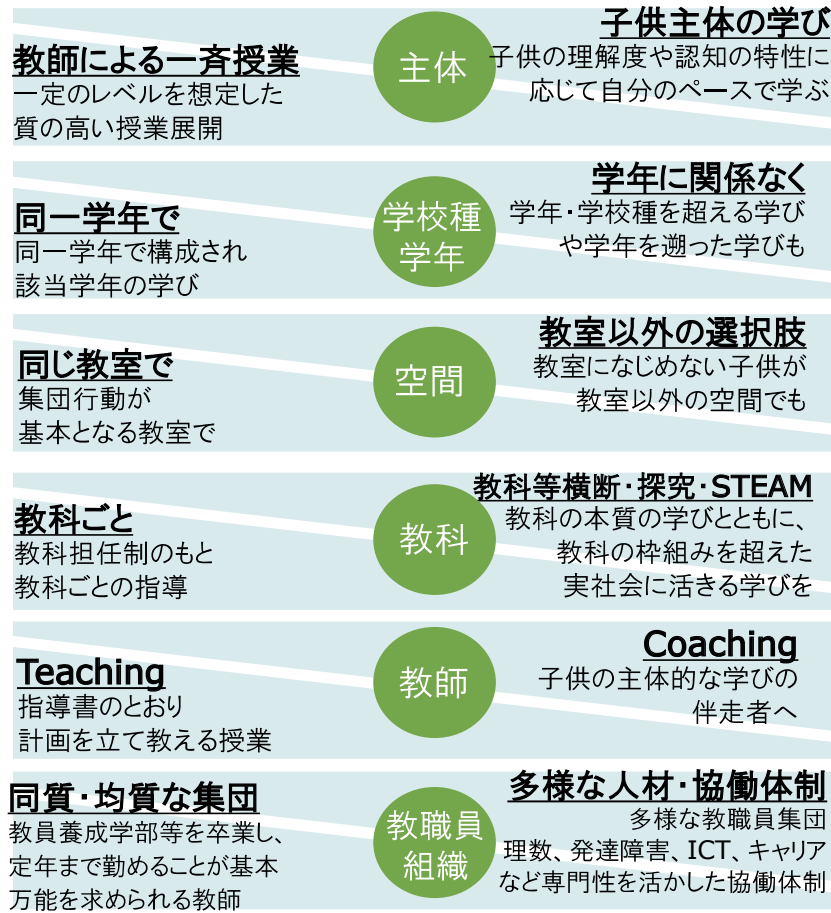 教師による一斉授業
一定のレベルを想定した
質の高い授業展開
主体
子供主体の学び
子供の理解度や認知の特性に
応じて自分のペースで学ぶ
同一学年で
同一学年で構成され
該当学年の学び
学校種
学年
学年に関係なく
学年・学校種を超える学び
や学年を遡った学びも
同じ教室で
集団行動が
基本となる教室で
空間
教室以外の選択肢
教室になじめない子供が
教室以外の空間でも
教科ごと
教科担任制のもと
教科ごとの指導
教科
教科等横断・探究・STEAM
教科の本質の学びとともに、
教科の枠組みを超えた
実社会に活きる学びを
Teaching
指導書のとおり
計画を立て教える授業
教師
Coaching
子供の主体的な学びの
伴走者へ
同質・均質な集団
教員養成学部等を卒業し、
定年まで勤めることが基本
万能を求められる教師
教職員
組織
多様な人材・協働体制
多様な教職員集団
理数、発達障害、ICT、キャリア
など専門性を活かした協働体制